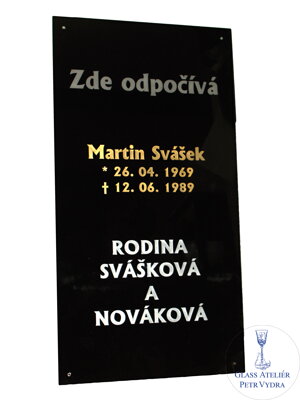 Zde odpočívá
Martin Svášek
* 26. 04. 1969
† 12. 06. 1989
RODINA
SVÁŠKOVÁ
A
NOVÁKOVÁ
GLASS ATELIÉR
PETR VYDRA